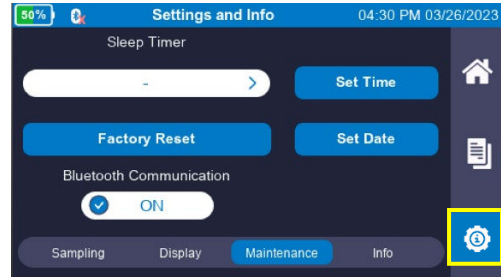 50% Settings and Info 04:30 PM 03/26/2023
Sleep Timer
- > Set Time
Factory Reset Set Date
Bluetooth Communication
ON
Sampling Display Maintenance Info